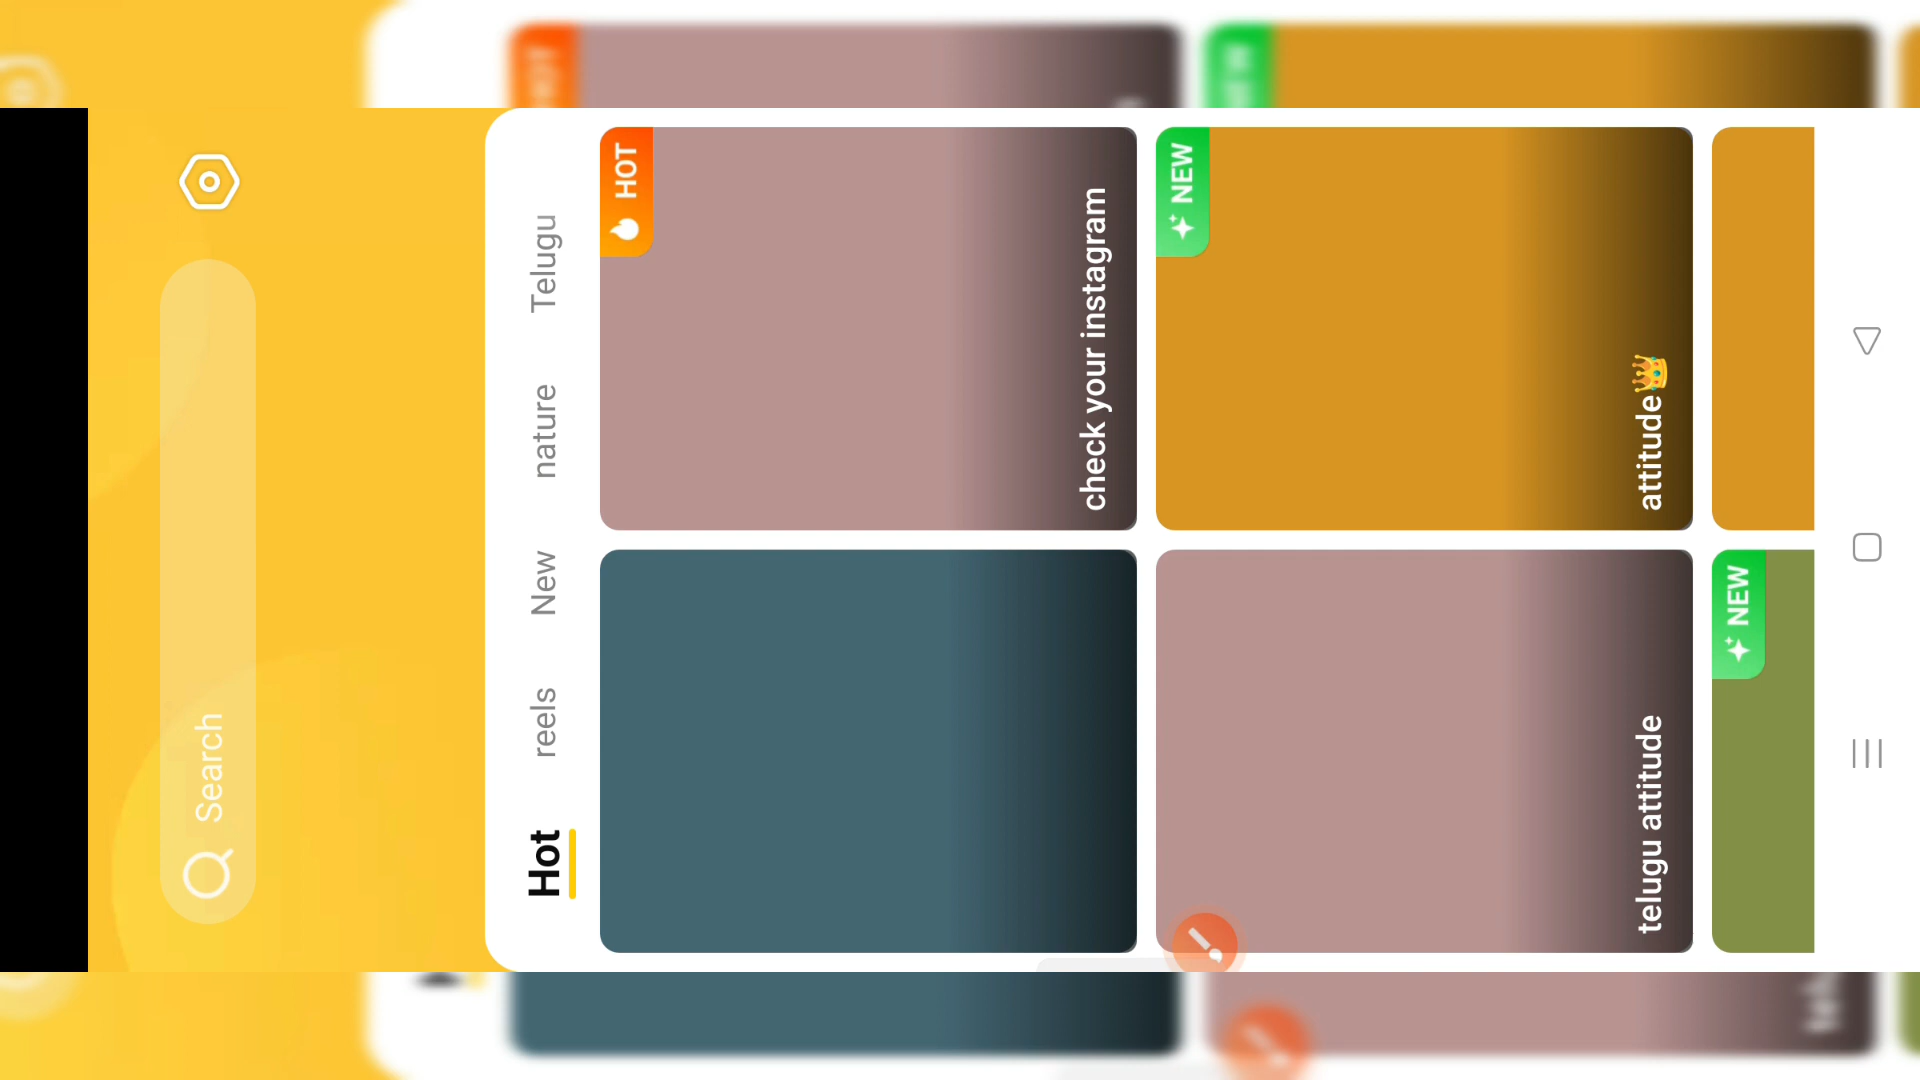 Search
Hot reels New nature Telugu
HOT
check your instagram
telugu attitude
NEW
attitude👑
NEW